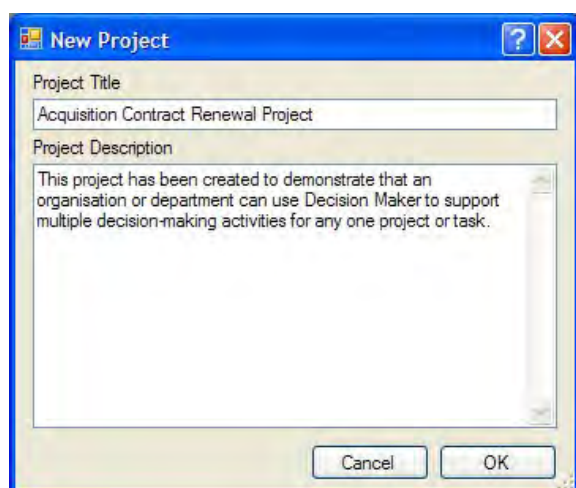 New Project
Project Title
Acquisition Contract Renewal Project
Project Description
This project has been created to demonstrate that an
organisation or department can use Decision Maker to support
multiple decision-making activities for any one project or task.
Cancel OK